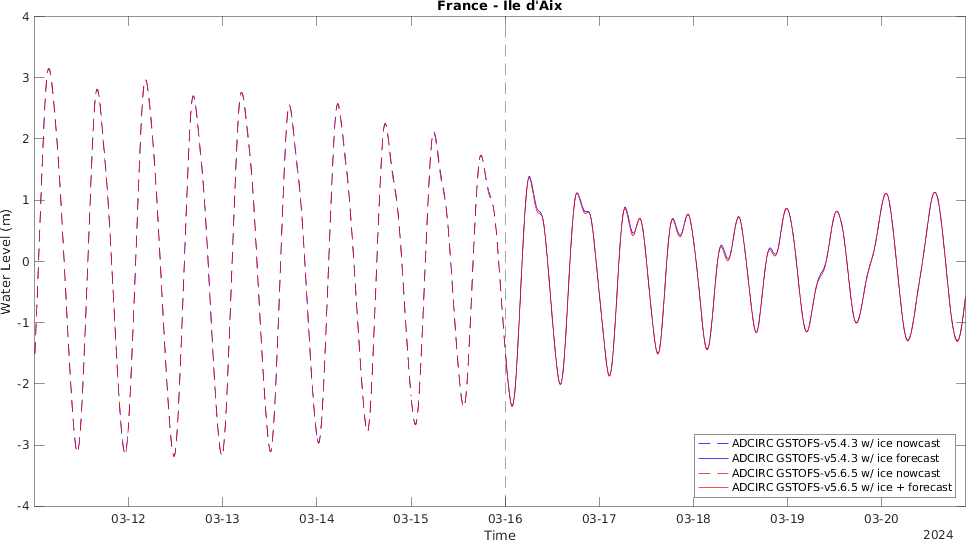 France - Ile d'Aix
Water Level (m)
4
3
2
1
0
-1
-2
-3
-4
ADCIRC GSTOFS-v5.4.3 w/ ice nowcast
ADCIRC GSTOFS-v5.4.3 w/ ice forecast
ADCIRC GSTOFS-v5.6.5 w/ ice nowcast
ADCIRC GSTOFS-v5.6.5 w/ ice + forecast
03-12 03-13 03-14 03-15 03-16 03-17 03-18 03-19 03-20
Time
2024